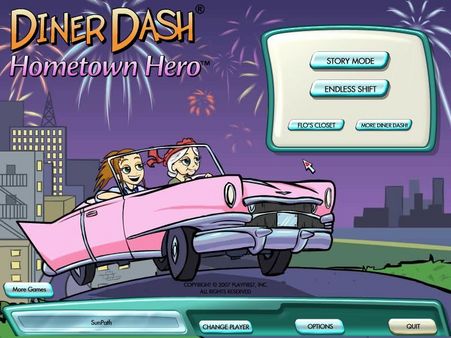 DINER DASH®
Hometown Hero™
STORY MODE
ENDLESS SHIFT
FLO'S CLOSET
MORE DINER DASH!
COPYRIGHT © 2007 PLAYFIRST, INC.
ALL RIGHTS RESERVED
More Games
SunPath
CHANGE PLAYER
OPTIONS
QUIT